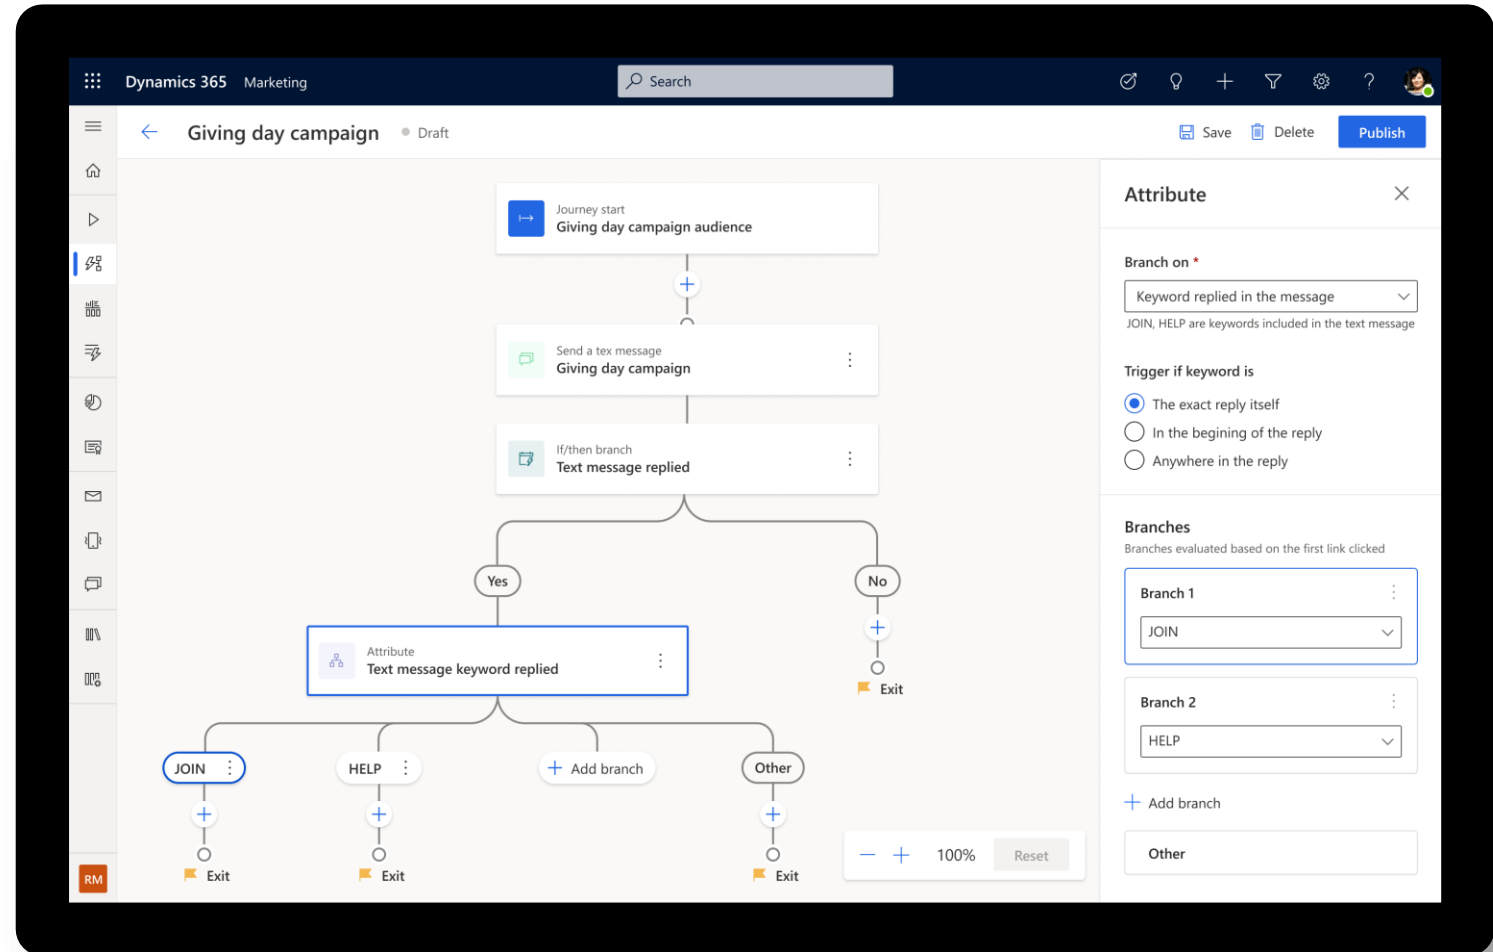 Dynamics 365 Marketing
Search
?
Giving day campaign Draft
Save Delete Publish
Journey start
Giving day campaign audience
Send a tex message
Giving day campaign
If/then branch
Text message replied
Yes
No
Attribute
Text message keyword replied
Exit
JOIN
HELP
Add branch
Other
Exit
Exit
Exit
100%
Reset
RM
Attribute
Branch on *
Keyword replied in the message
JOIN, HELP are keywords included in the text message
Trigger if keyword is
The exact reply itself
In the begining of the reply
Anywhere in the reply
Branches
Branches evaluated based on the first link clicked
Branch 1
JOIN
Branch 2
HELP
Add branch
Other